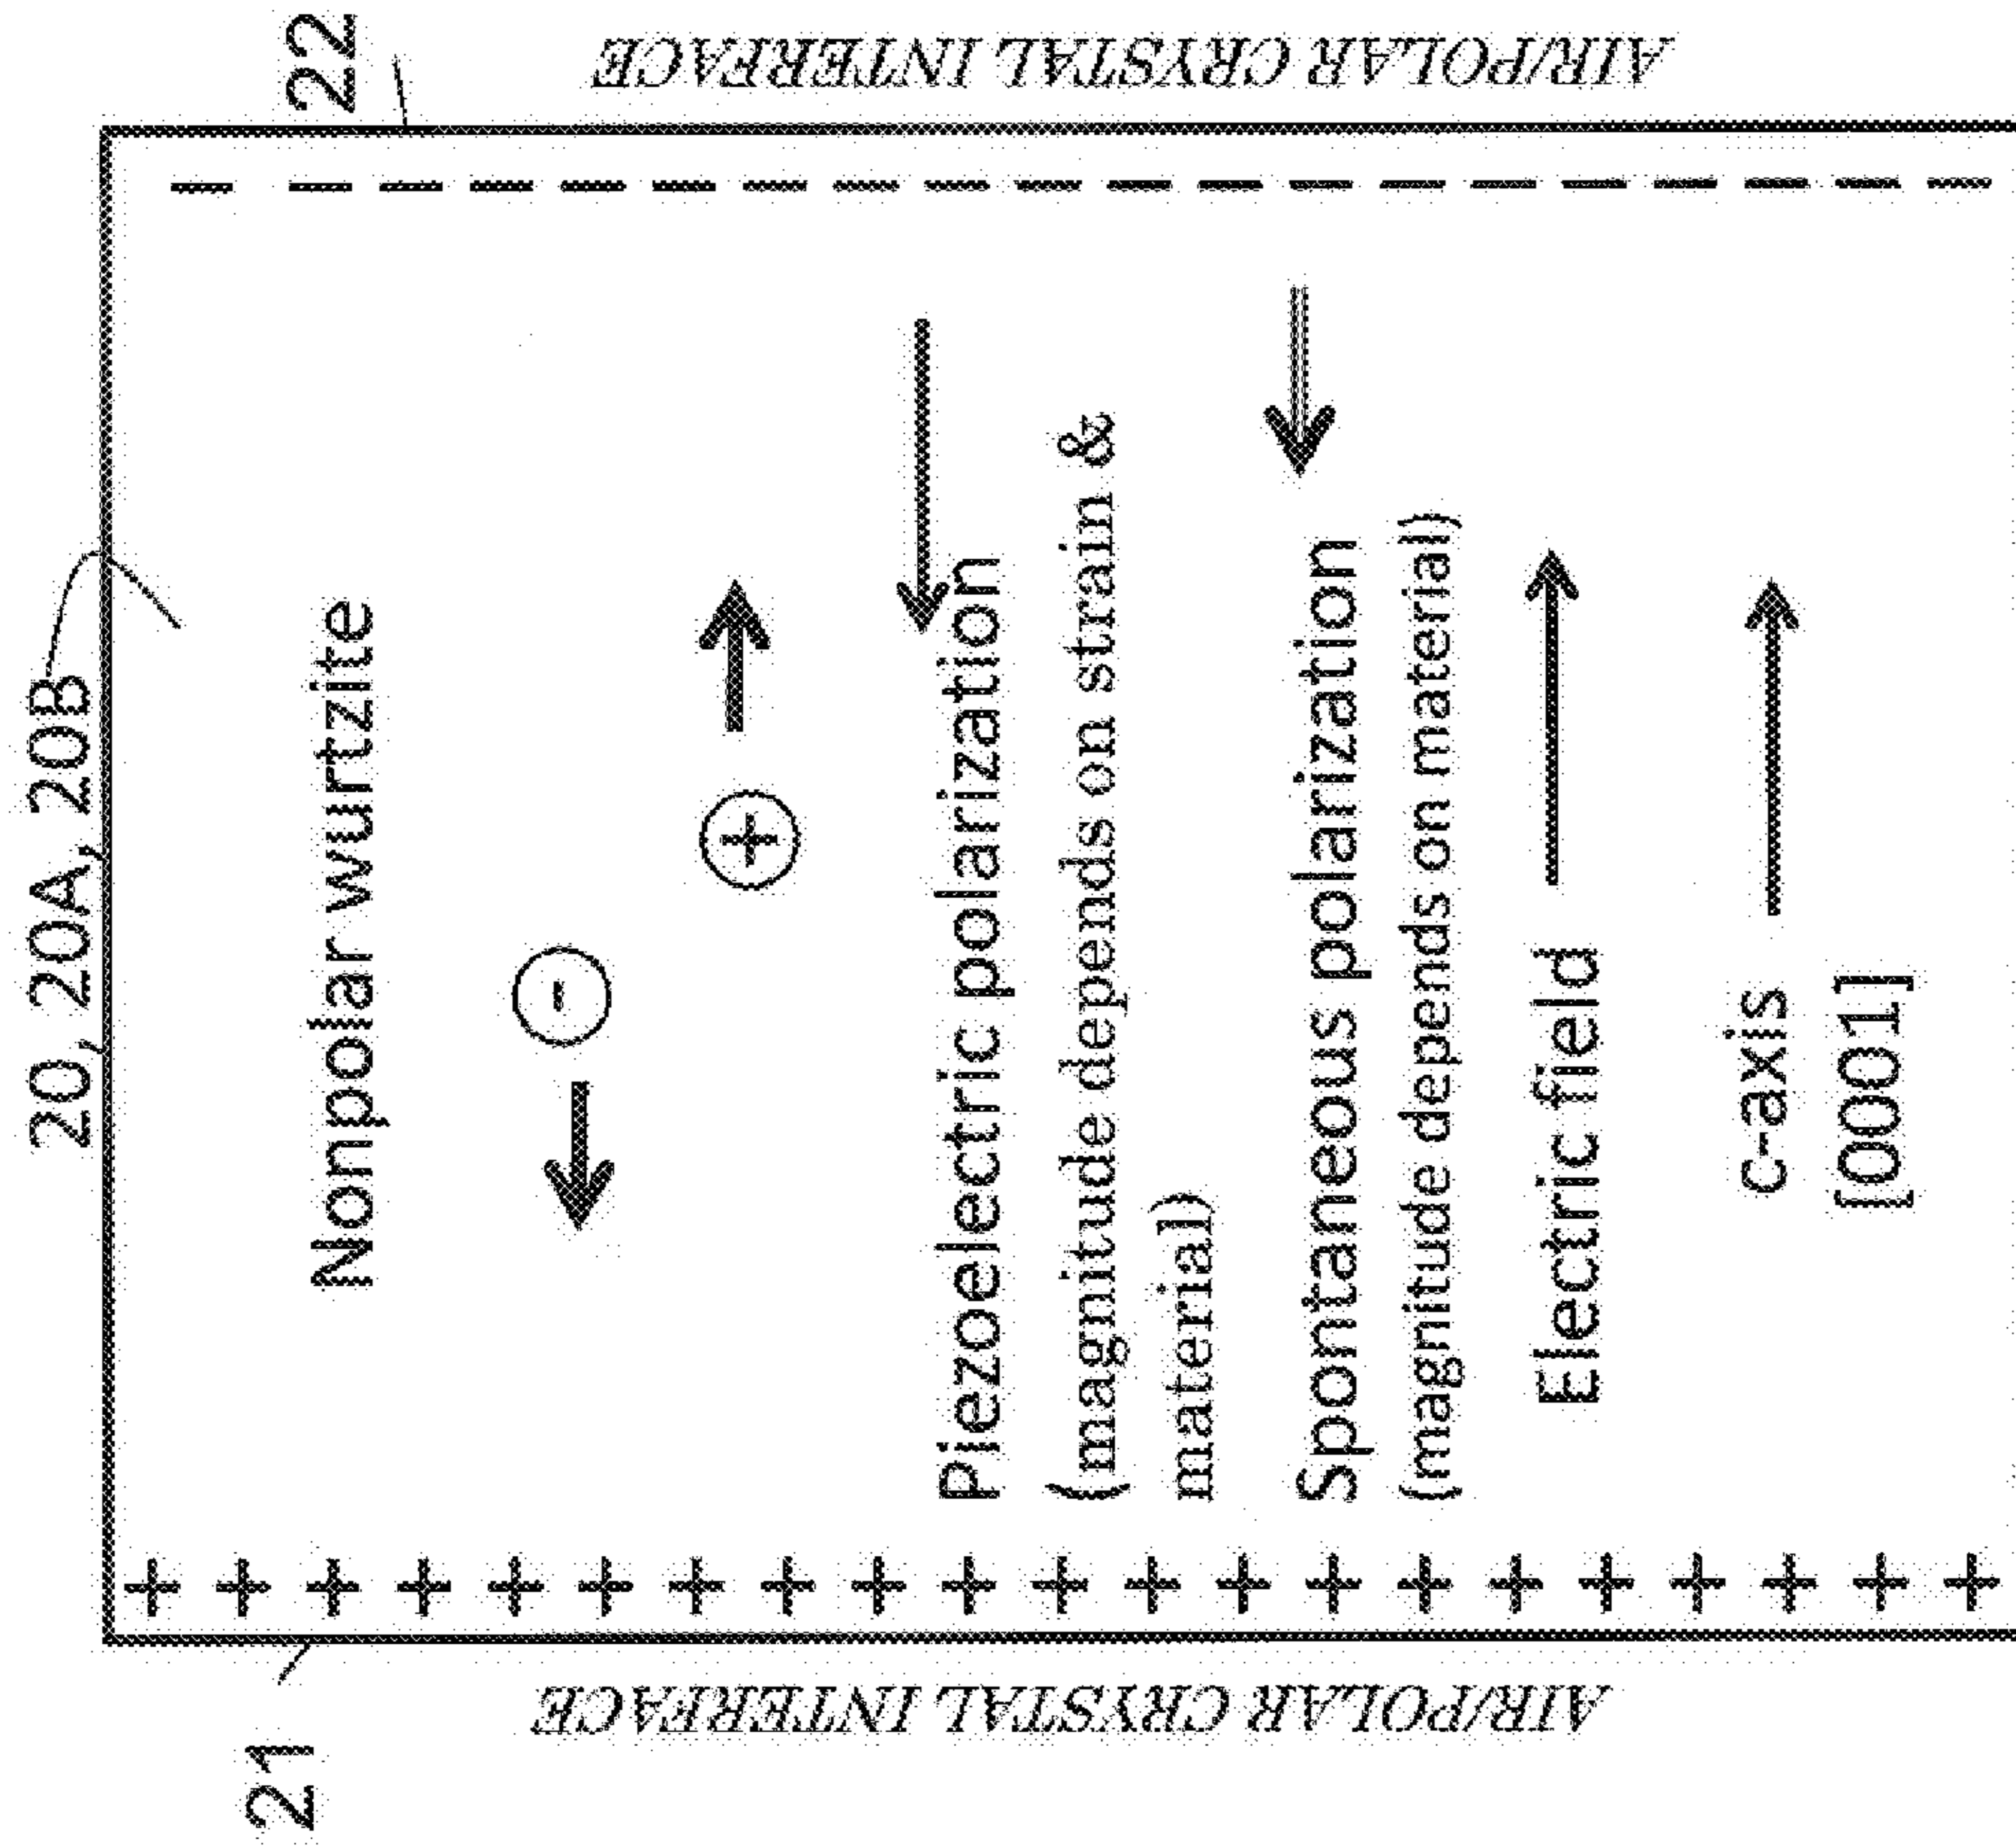 20, 20A, 20B
21
22
Nonpolar wurtzite
-
+
Piezoelectric polarization
(magnitude depends on strain &
material)
Spontaneous polarization
(magnitude depends on material)
Electric field
c-axis
[0001]
AIR/POLAR CRYSTAL INTERFACE
AIR/POLAR CRYSTAL INTERFACE